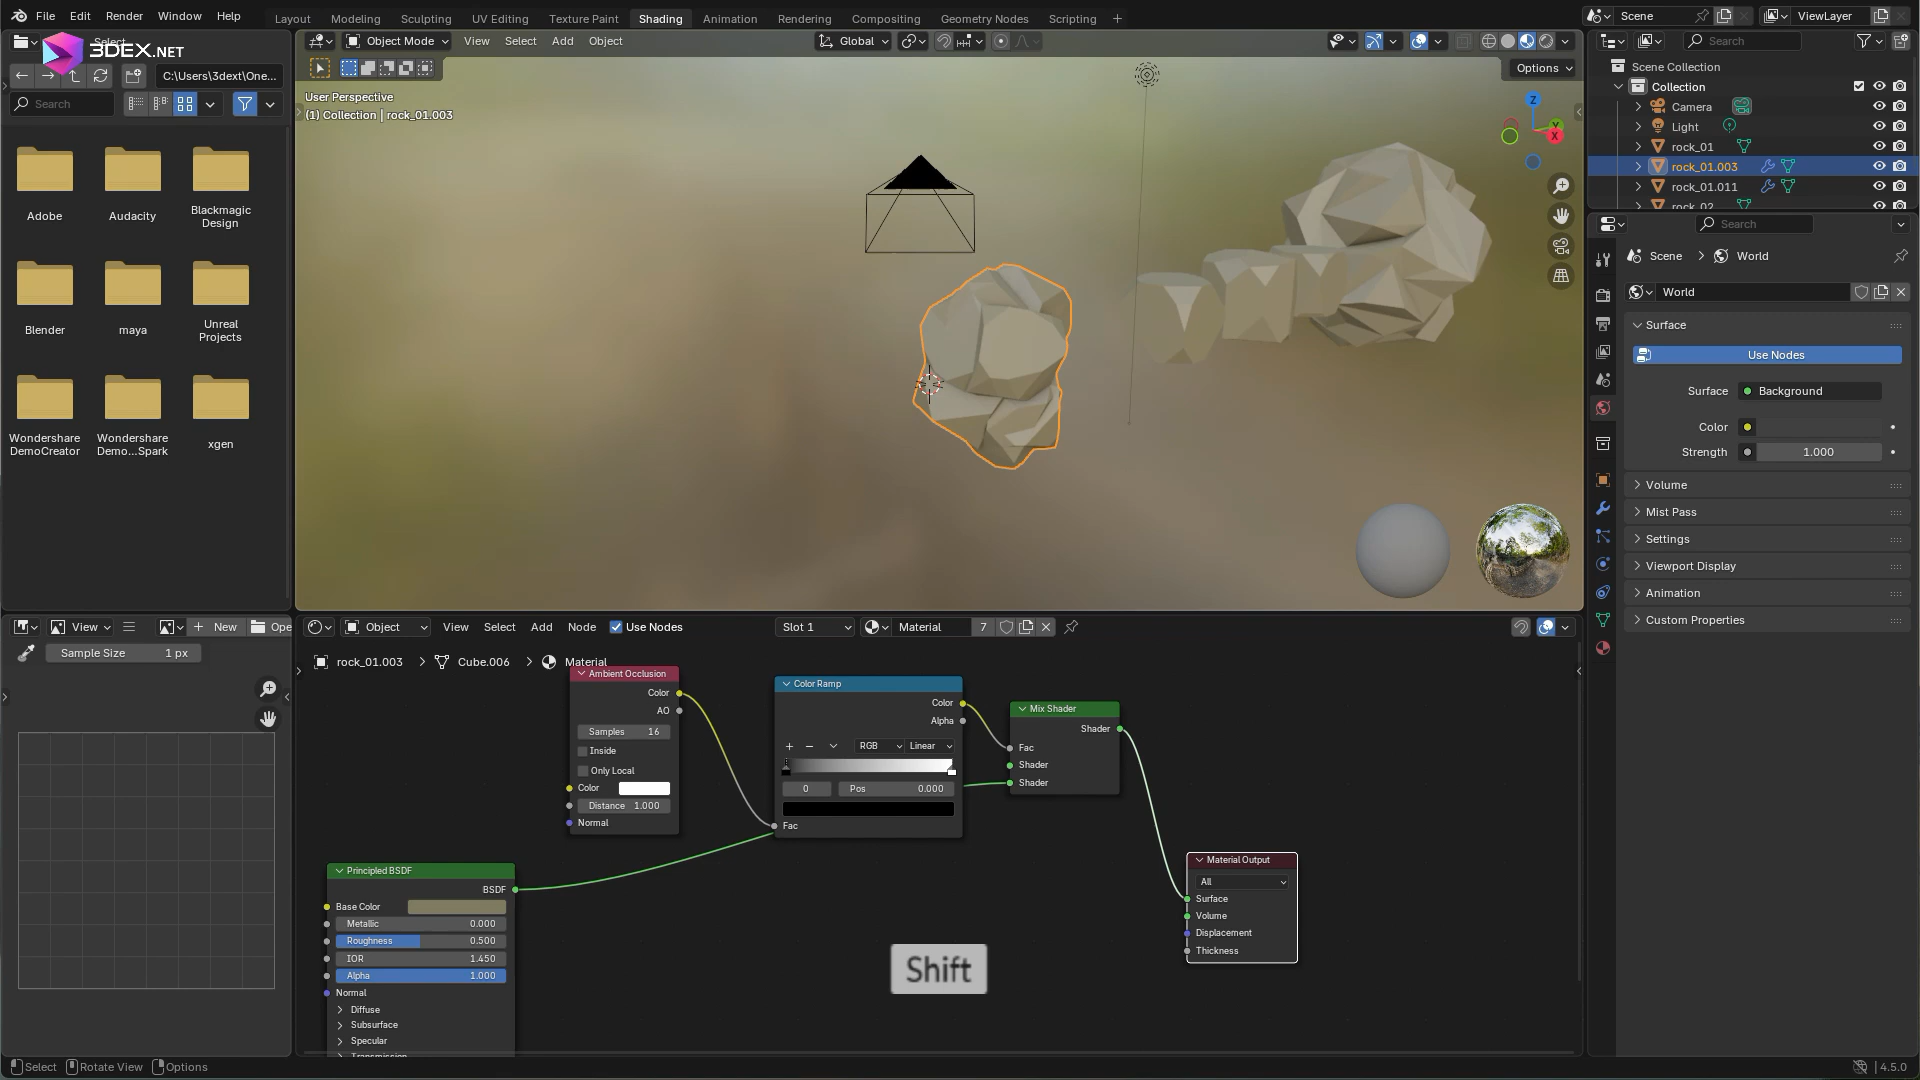 File Edit Render Window Help
Layout Modeling Sculpting UV Editing Texture Paint Shading Animation Rendering Compositing Geometry Nodes Scripting +
Scene
ViewLayer
3DEX.NET
C:\Users\3dext\One...
Search
Adobe
Audacity
Blackmagic
Design
Blender
maya
Unreal
Projects
Wondershare
DemoCreator
Wondershare
Demo...Spark
xgen
Object Mode View Select Add Object
Global
Options
User Perspective
(1) Collection | rock_01.003
Z
Y
X
Search
Scene Collection
Collection
Camera
Light
rock_01
rock_01.003
rock_01.011
rock_02
Search
Scene > World
World
Surface
Use Nodes
Surface Background
Color
Strength 1.000
Volume
Mist Pass
Settings
Viewport Display
Animation
Custom Properties
View
+ New
Ope
Sample Size 1 px
Object View Select Add Node Use Nodes
Slot 1
Material 7
rock_01.003 > Cube.006 > Material
Ambient Occlusion
Color
AO
Samples 16
Inside
Only Local
Color
Distance 1.000
Normal
Color Ramp
Color
Alpha
+ − RGB Linear
0 Pos 0.000
Fac
Mix Shader
Shader
Fac
Shader
Shader
Material Output
All
Surface
Volume
Displacement
Thickness
Principled BSDF
BSDF
Base Color
Metallic 0.000
Roughness 0.500
IOR 1.450
Alpha 1.000
Normal
Diffuse
Subsurface
Specular
Transmission
Shift
Select Rotate View Options
4.5.0